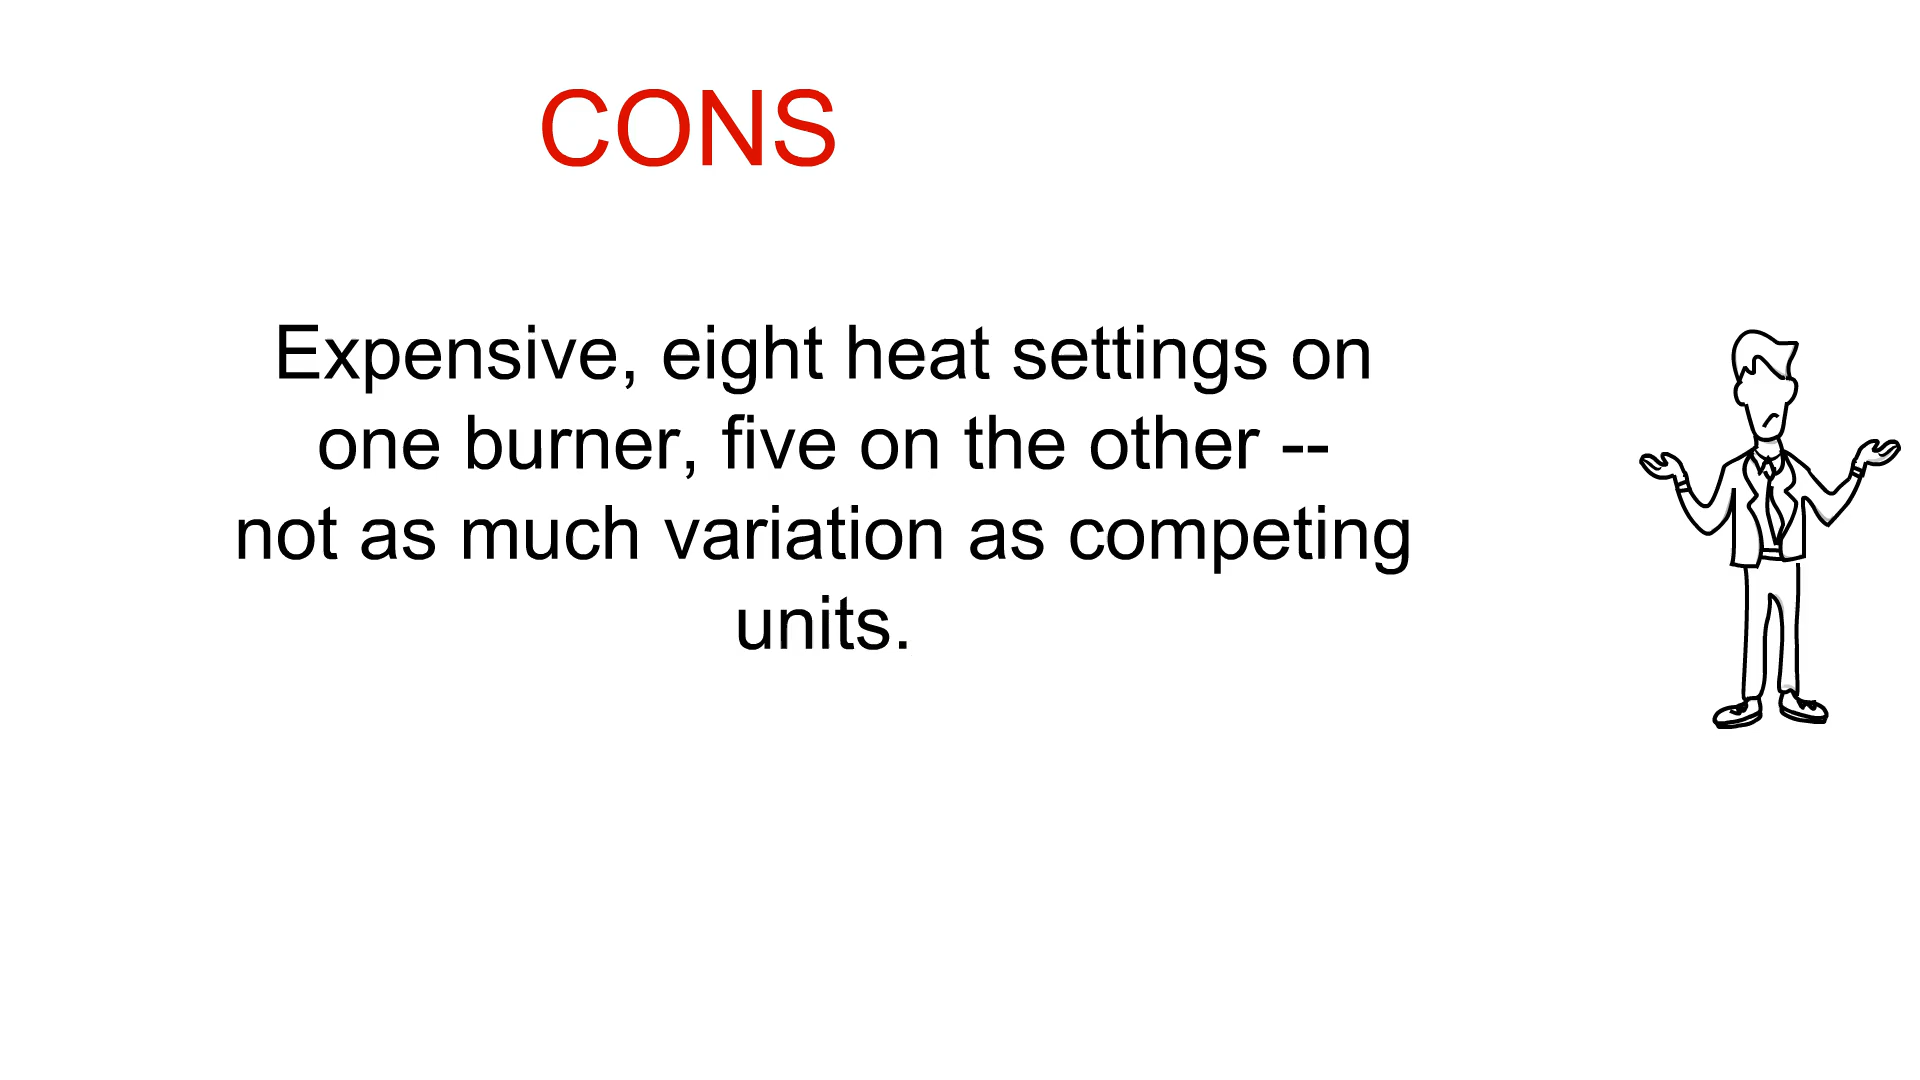 CONS
Expensive, eight heat settings on
one burner, five on the other --
not as much variation as competing
units.